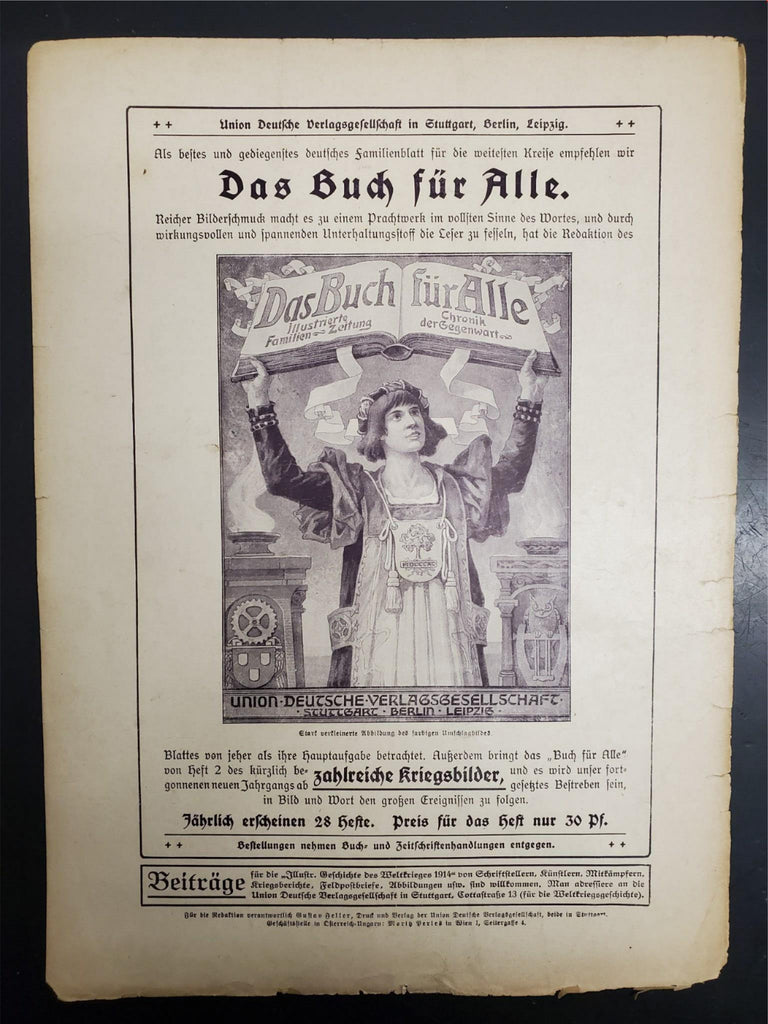 Union Deutsche Verlagsgesellschaft in Stuttgart, Berlin, Leipzig.
Als bestes und gediegenstes deutsches Familienblatt für die weitesten Kreise empfehlen wir
Das Buch für Alle.
Reicher Bilderschmuck macht es zu einem Prachtwerk im vollsten Sinne des Wortes, und durch
wirkungsvollen und spannenden Unterhaltungsstoff die Leser zu fesseln, hat die Redaktion des
Das Buch für Alle
Illustrierte Familien-Zeitung
Chronik der Gegenwart
UNION·DEUTSCHE·VERLAGSGESELLSCHAFT·
·STUTTGART·BERLIN·LEIPZIG·
Stark verkleinerte Abbildung des farbigen Umschlagbildes
Blattes von jeher als ihre Hauptaufgabe betrachtet. Außerdem bringt das „Buch für Alle“
von Heft 2 des kürzlich be- gonnenen neuen Jahrgangs ab zahlreiche Kriegsbilder, und es wird unser fort- gesetztes Bestreben sein,
in Bild und Wort den großen Ereignissen zu folgen.
Jährlich erscheinen 28 Hefte. Preis für das Heft nur 30 Pf.
Bestellungen nehmen Buch- und Zeitschriftenhandlungen entgegen.
Beiträge für die „Illustr. Geschichte des Weltkrieges 1914“ von Schriftstellern, Künstlern, Mitkämpfern,
Kriegsberichte, Feldpostbriefe, Abbildungen usw. sind willkommen. Man adressiere an die
Union Deutsche Verlagsgesellschaft in Stuttgart, Cottastraße 13 (für die Weltkriegsgeschichte).
Für die Redaktion verantwortlich Gustav Feller, Druck und Verlag der Union Deutsche Verlagsgesellschaft, beide in Stuttgart.
Geschäftsstelle in Österreich-Ungarn: Moritz Perles in Wien I, Seilergasse 4.